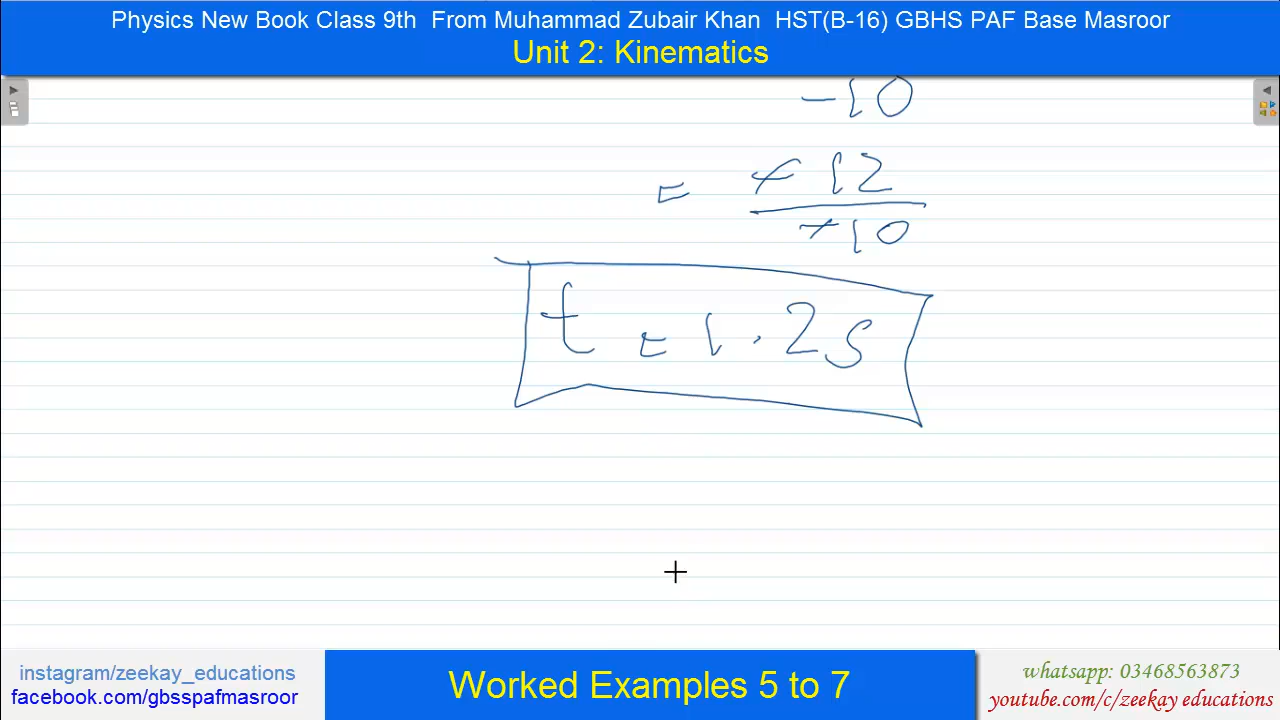 Physics New Book Class 9th From Muhammad Zubair Khan HST(B-16) GBHS PAF Base Masroor
Unit 2: Kinematics
-10
= -12
-10
t = 1.2s
instagram/zeekay_educations
facebook.com/gbsspafmasroor
Worked Examples 5 to 7
whatsapp: 03468563873
youtube.com/c/zeekay educations